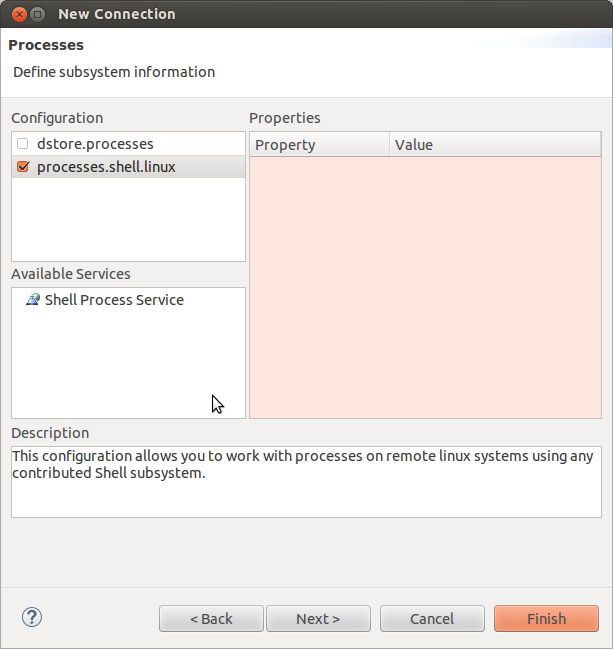 New Connection
Processes
Define subsystem information
Configuration
dstore.processes
processes.shell.linux
Available Services
Shell Process Service
Properties
Property Value
Description
This configuration allows you to work with processes on remote linux systems using any
contributed Shell subsystem.
?
< Back Next > Cancel Finish